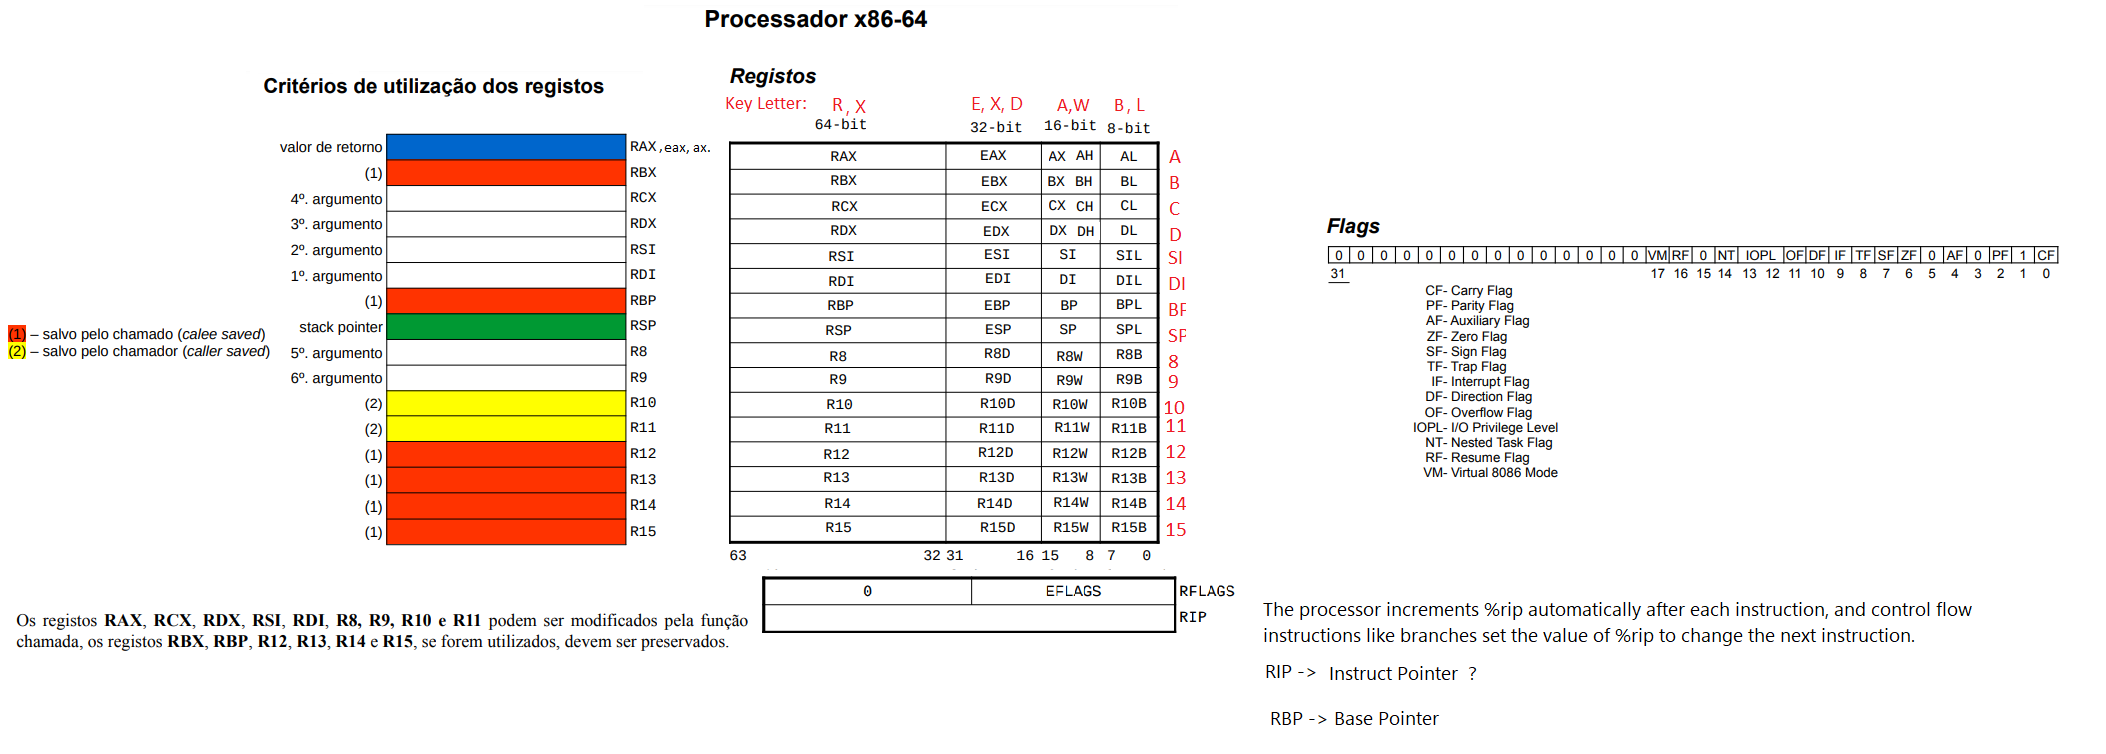 Processador x86-64
Critérios de utilização dos registos
valor de retorno RAX,eax, ax.
(1) RBX
4º. argumento RCX
3º. argumento RDX
2º. argumento RSI
1º. argumento RDI
(1) RBP
stack pointer RSP
5º. argumento R8
6º. argumento R9
(2) R10
(2) R11
(1) R12
(1) R13
(1) R14
(1) R15
(1) – salvo pelo chamado (calee saved)
(2) – salvo pelo chamador (caller saved)
Os registos RAX, RCX, RDX, RSI, RDI, R8, R9, R10 e R11 podem ser modificados pela função
chamada, os registos RBX, RBP, R12, R13, R14 e R15, se forem utilizados, devem ser preservados.
Registos
Key Letter: R , X E, X, D A,W B , L
64-bit 32-bit 16-bit 8-bit
RAX EAX AX AH AL A
RBX EBX BX BH BL B
RCX ECX CX CH CL C
RDX EDX DX DH DL D
RSI ESI SI SIL SI
RDI EDI DI DIL DI
RBP EBP BP BPL BP
RSP ESP SP SPL SP
R8 R8D R8W R8B 8
R9 R9D R9W R9B 9
R10 R10D R10W R10B 10
R11 R11D R11W R11B 11
R12 R12D R12W R12B 12
R13 R13D R13W R13B 13
R14 R14D R14W R14B 14
R15 R15D R15W R15B 15
63 32 31 16 15 8 7 0
0 EFLAGS RFLAGS
RIP
Flags
0 0 0 0 0 0 0 0 0 0 0 0 0 0 VM RF 0 NT IOPL OF DF IF TF SF ZF 0 AF 0 PF 1 CF
31 17 16 15 14 13 12 11 10 9 8 7 6 5 4 3 2 1 0
CF- Carry Flag
PF- Parity Flag
AF- Auxiliary Flag
ZF- Zero Flag
SF- Sign Flag
TF- Trap Flag
IF- Interrupt Flag
DF- Direction Flag
OF- Overflow Flag
IOPL- I/O Privilege Level
NT- Nested Task Flag
RF- Resume Flag
VM- Virtual 8086 Mode
The processor increments %rip automatically after each instruction, and control flow
instructions like branches set the value of %rip to change the next instruction.
RIP -> Instruct Pointer ?
RBP -> Base Pointer